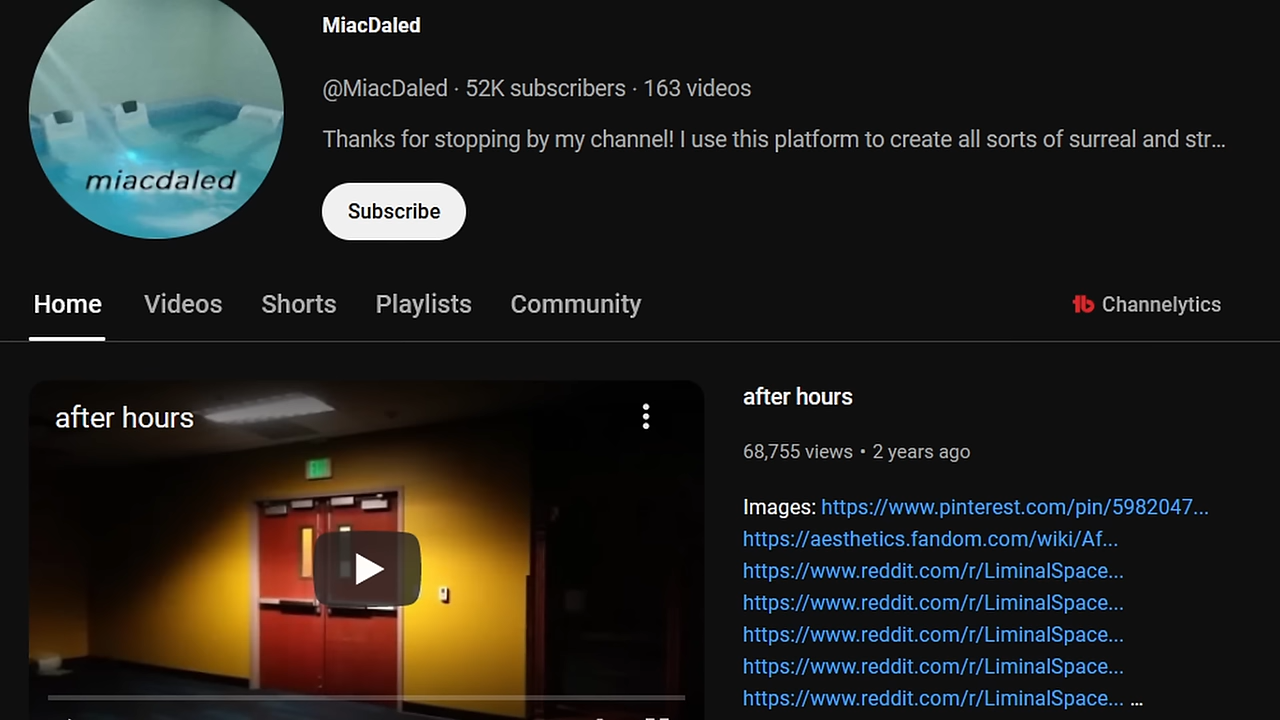 MiacDaled
@MiacDaled · 52K subscribers · 163 videos
Thanks for stopping by my channel! I use this platform to create all sorts of surreal and str...
miacdaled
Subscribe
Home Videos Shorts Playlists Community Channelytics
after hours
after hours
68,755 views • 2 years ago
Images: https://www.pinterest.com/pin/5982047...
https://aesthetics.fandom.com/wiki/Af...
https://www.reddit.com/r/LiminalSpace...
https://www.reddit.com/r/LiminalSpace...
https://www.reddit.com/r/LiminalSpace...
https://www.reddit.com/r/LiminalSpace...
https://www.reddit.com/r/LiminalSpace... ...